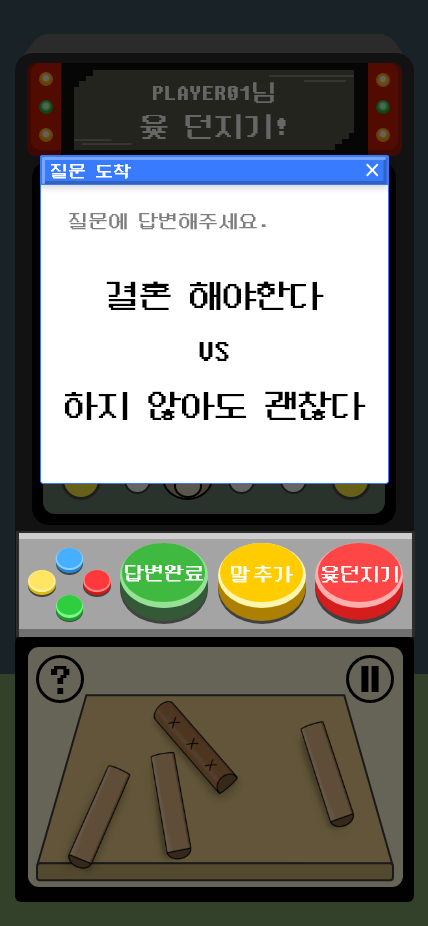 PLAYER01님
윷 던지기!
질문 도착
질문에 답변해주세요.
결혼 해야한다
VS
하지 않아도 괜찮다
답변완료
말추가
윷던지기
?